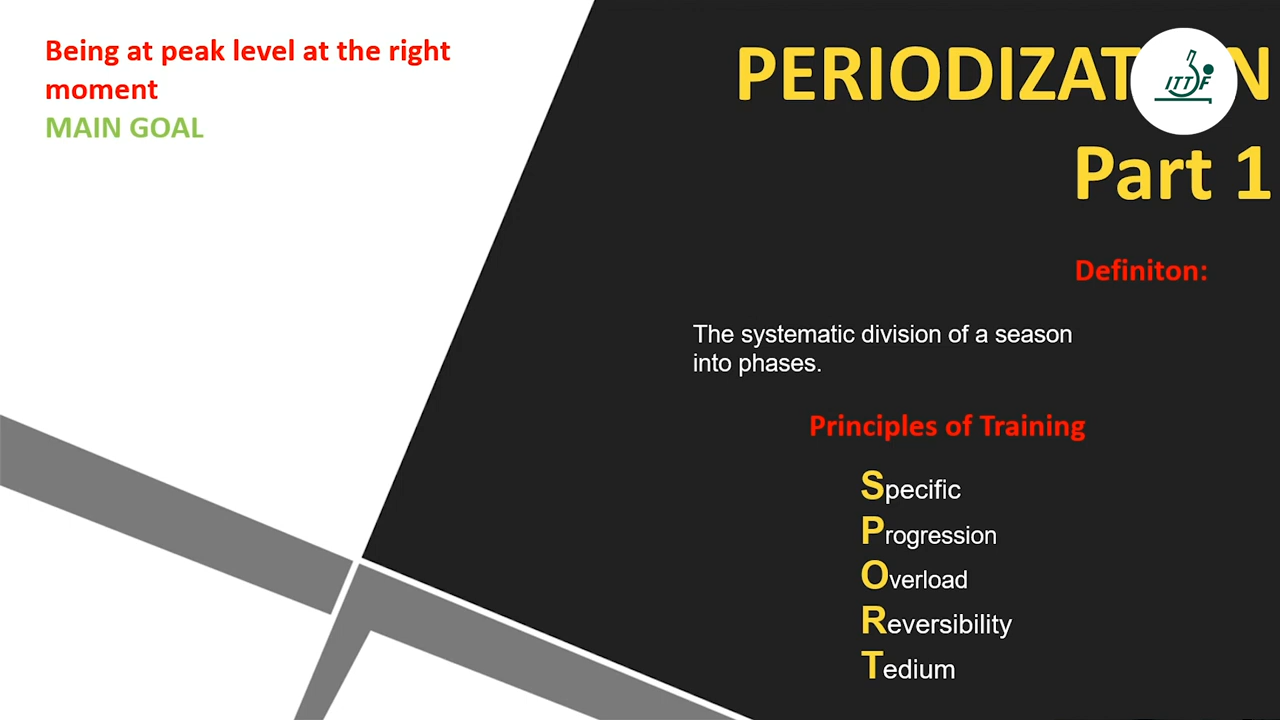 Being at peak level at the right
moment
MAIN GOAL
PERIODIZAT N
Part 1
ITTF
Definiton:
The systematic division of a season
into phases.
Principles of Training
Specific
Progression
Overload
Reversibility
Tedium